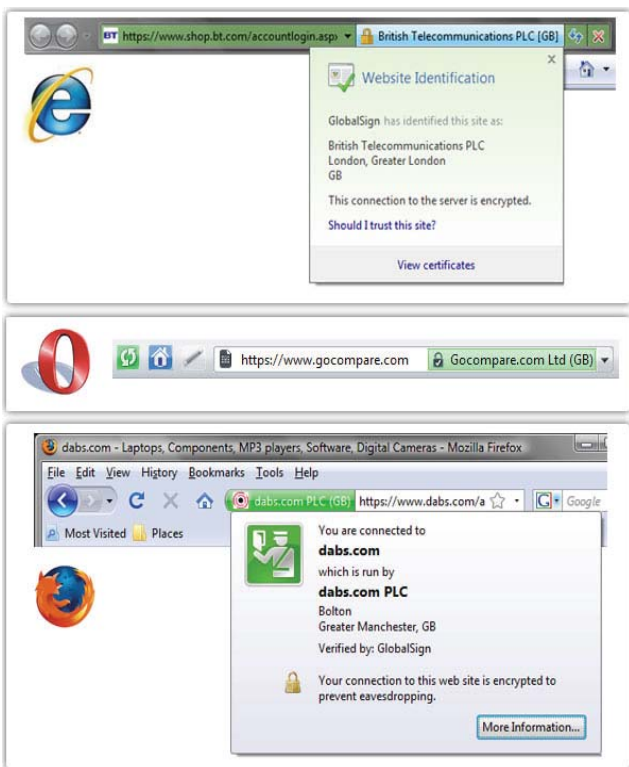 BT https://www.shop.bt.com/accountlogin.asp British Telecommunications PLC [GB]
Website Identification
GlobalSign has identified this site as:
British Telecommunications PLC
London, Greater London
GB
This connection to the server is encrypted.
Should I trust this site?
View certificates
https://www.gocompare.com Gocompare.com Ltd (GB)
dabs.com - Laptops, Components, MP3 players, Software, Digital Cameras - Mozilla Firefox
File Edit View History Bookmarks Tools Help
dabs.com PLC (GB) https://www.dabs.com/a G Google
Most Visited Places
You are connected to
dabs.com
which is run by
dabs.com PLC
Bolton
Greater Manchester, GB
Verified by: GlobalSign
Your connection to this web site is encrypted to
prevent eavesdropping.
More Information...